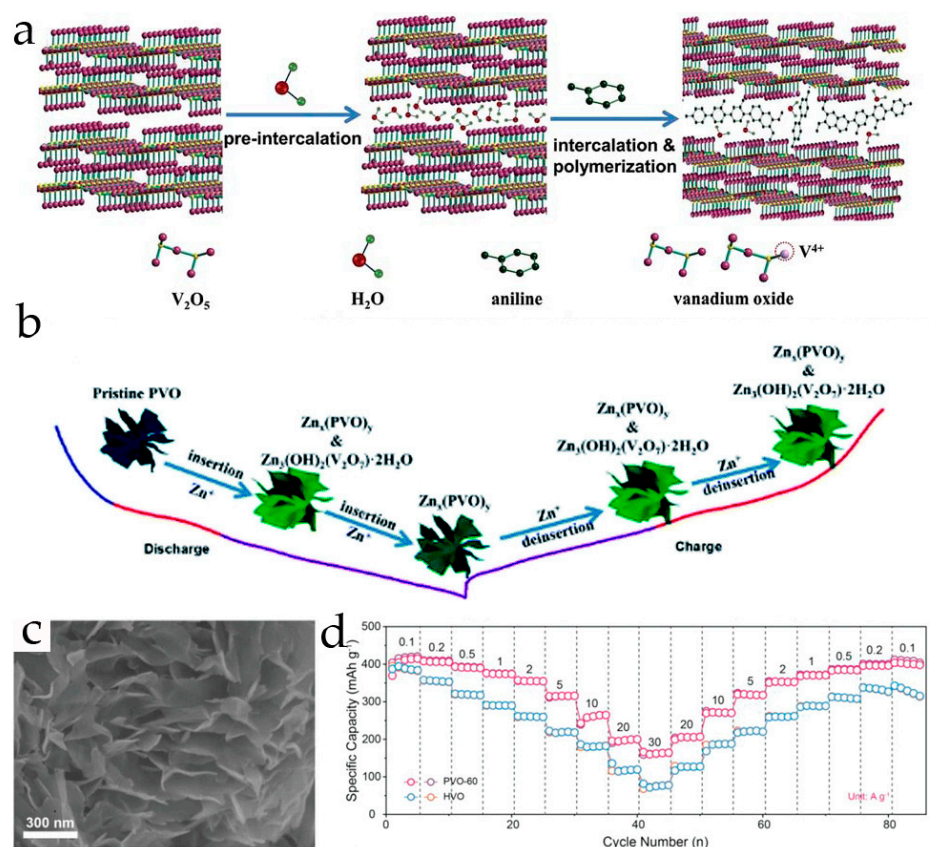 a
pre-intercalation
intercalation &
polymerization
V₂O₅
H₂O
aniline
vanadium oxide
V⁴⁺
b
Pristine PVO
insertion
Zn⁺
Znₓ(PVO)ᵧ
&
Zn₃(OH)₂(V₂O₇)·2H₂O
insertion
Zn⁺
Znₓ(PVO)ᵧ
Zn⁺
deinsertion
Znₓ(PVO)ᵧ
&
Zn₃(OH)₂(V₂O₇)·2H₂O
Zn⁺
deinsertion
Znₓ(PVO)ᵧ
&
Zn₃(OH)₂(V₂O₇)·2H₂O
Discharge
Charge
c
300 nm
d
Specific Capacity (mAh g⁻¹)
500
400
300
200
100
0
0.1
0.2
0.5
1
2
5
10
20
30
20
10
5
2
1
0.5
0.2
0.1
PVO-60
HVO
Unit: A g⁻¹
0
20
40
60
80
Cycle Number (n)